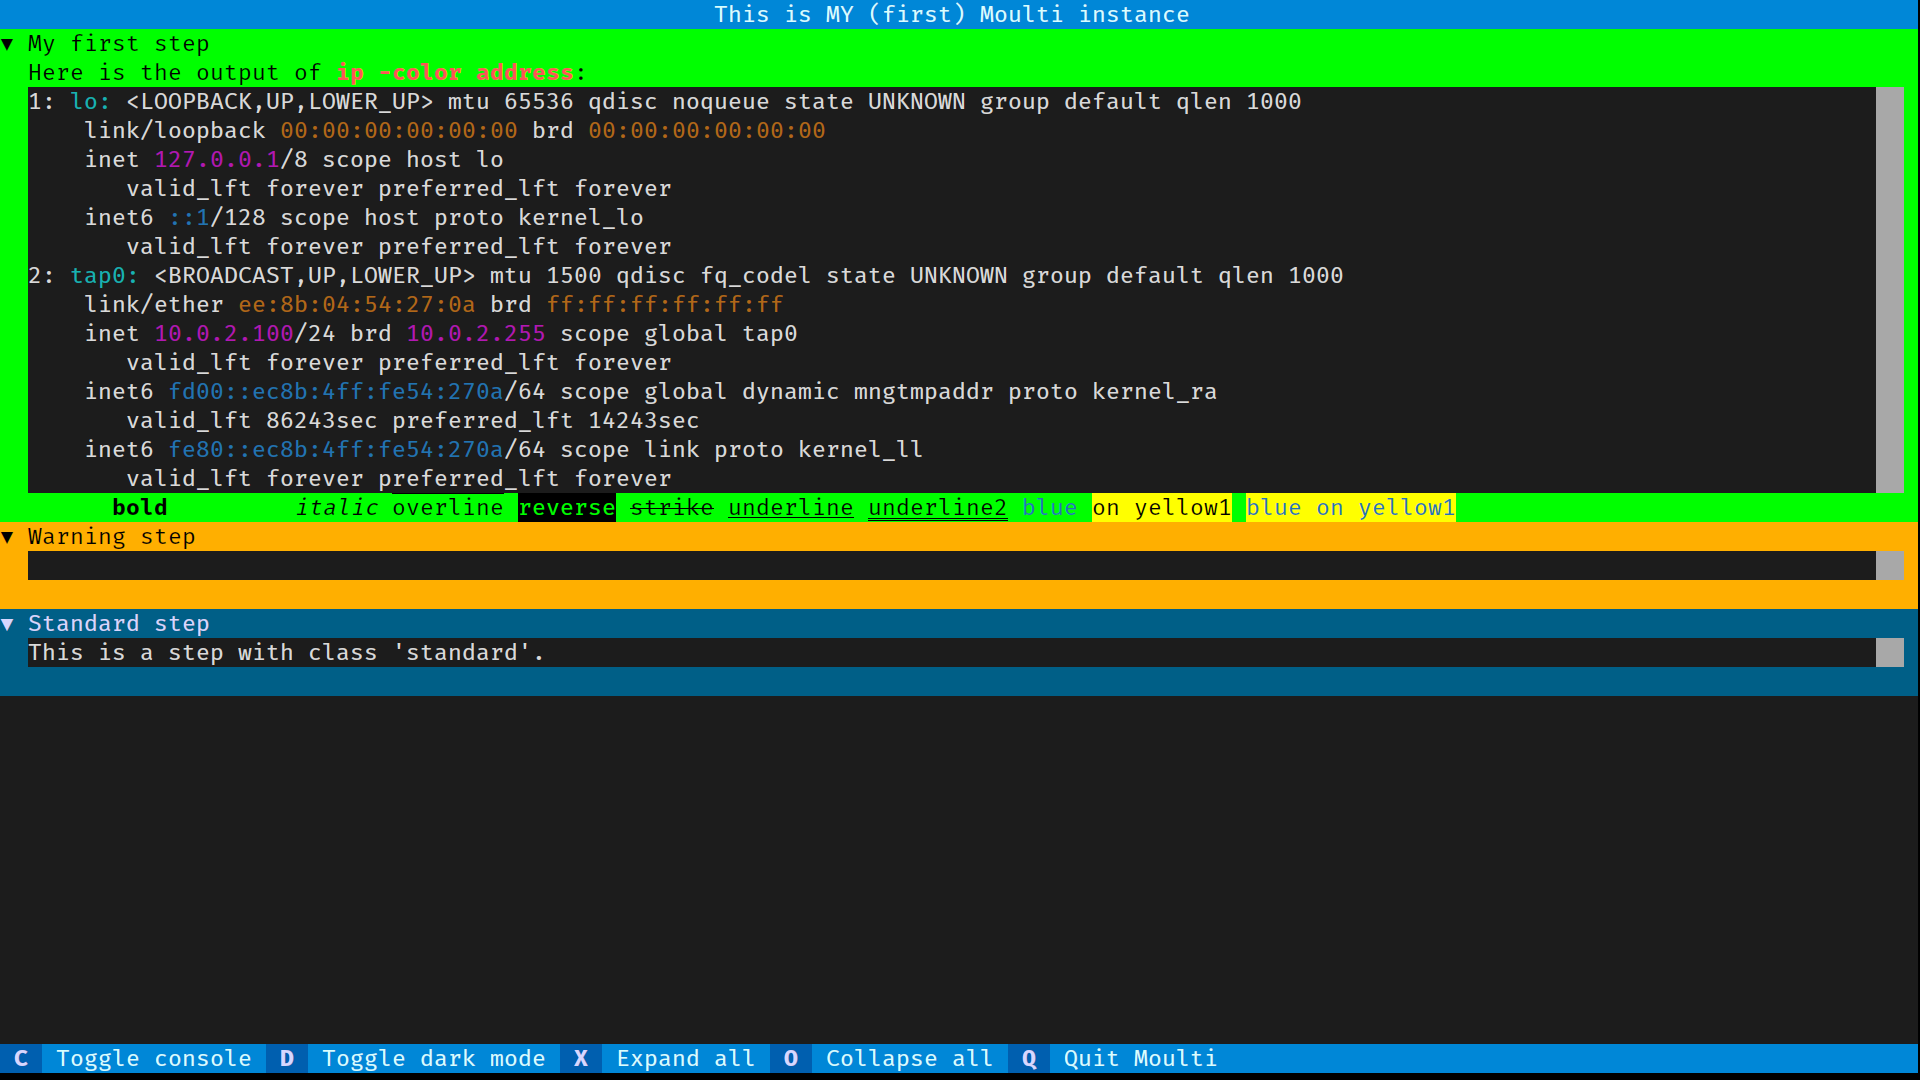 This is MY (first) Moulti instance
▼ My first step
Here is the output of ip -color address:
1: lo: <LOOPBACK,UP,LOWER_UP> mtu 65536 qdisc noqueue state UNKNOWN group default qlen 1000
    link/loopback 00:00:00:00:00:00 brd 00:00:00:00:00:00
    inet 127.0.0.1/8 scope host lo
       valid_lft forever preferred_lft forever
    inet6 ::1/128 scope host proto kernel_lo
       valid_lft forever preferred_lft forever
2: tap0: <BROADCAST,UP,LOWER_UP> mtu 1500 qdisc fq_codel state UNKNOWN group default qlen 1000
    link/ether ee:8b:04:54:27:0a brd ff:ff:ff:ff:ff:ff
    inet 10.0.2.100/24 brd 10.0.2.255 scope global tap0
       valid_lft forever preferred_lft forever
    inet6 fd00::ec8b:4ff:fe54:270a/64 scope global dynamic mngtmpaddr proto kernel_ra
       valid_lft 86243sec preferred_lft 14243sec
    inet6 fe80::ec8b:4ff:fe54:270a/64 scope link proto kernel_ll
       valid_lft forever preferred_lft forever
bold italic overline reverse strike underline underline2 blue on yellow1 blue on yellow1
▼ Warning step
▼ Standard step
This is a step with class 'standard'.
C Toggle console D Toggle dark mode X Expand all O Collapse all Q Quit Moulti